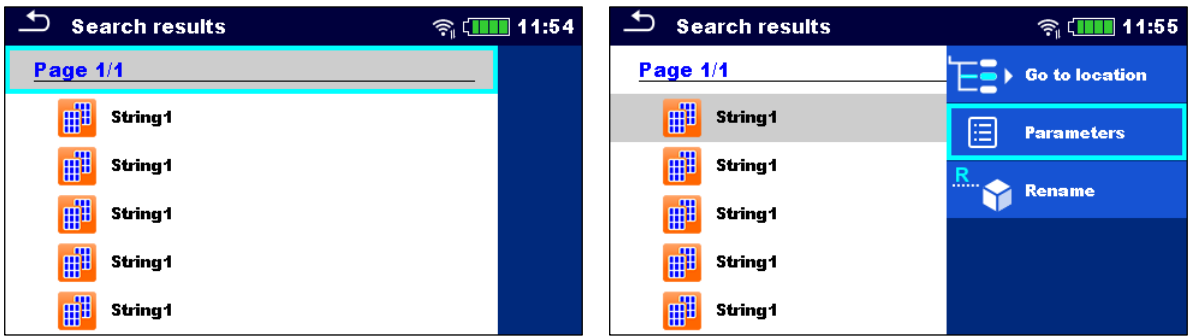 Search results 11:54
Page 1/1
String1
String1
String1
String1
String1
Search results 11:55
Page 1/1
Go to location
String1
Parameters
String1
R
Rename
String1
String1
String1